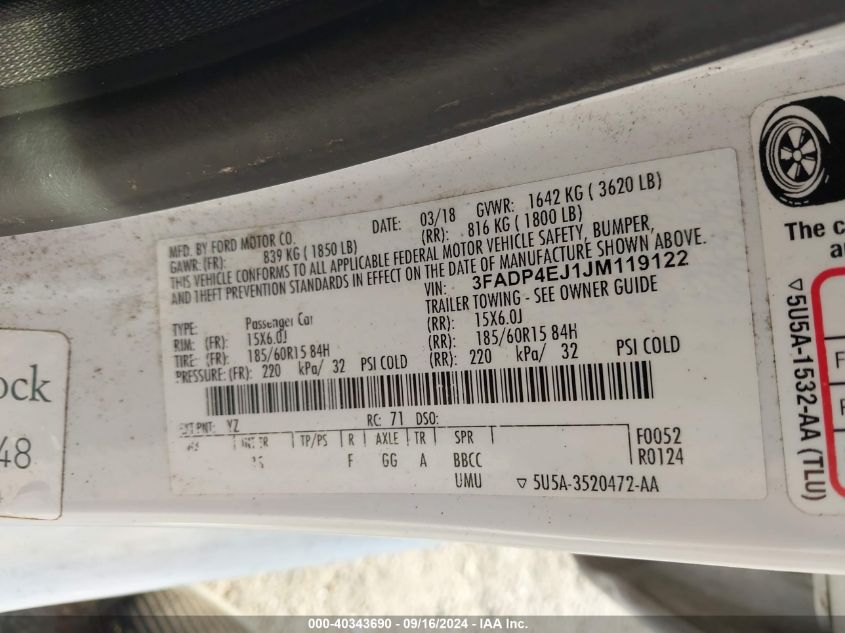 MFD. BY FORD MOTOR CO. DATE: 03/18 GVWR: 1642 KG ( 3620 LB)
GAWR: (FR): 839 KG ( 1850 LB) (RR): 816 KG ( 1800 LB)
THIS VEHICLE CONFORMS TO ALL APPLICABLE FEDERAL MOTOR VEHICLE SAFETY, BUMPER,
AND THEFT PREVENTION STANDARDS IN EFFECT ON THE DATE OF MANUFACTURE SHOWN ABOVE.
VIN: 3FADP4EJ1JM119122
TYPE: Passenger Car TRAILER TOWING - SEE OWNER GUIDE
RIM: (FR): 15X6.0J (RR): 15X6.0J
TIRE: (FR): 185/60R15 84H (RR): 185/60R15 84H
PRESSURE: (FR): 220 kPa/ 32 PSI COLD (RR): 220 kPa/ 32 PSI COLD
EXT PNT: YZ RC: 71 DSO:
INT TR TP/PS R AXLE TR SPR F0052
F GG A BBCC R0124
UMU ▽ 5U5A-3520472-AA
ock
48
The c
a
▽5U5A-1532-AA (TLU)
F
000-40343690 - 09/16/2024 - IAA Inc.